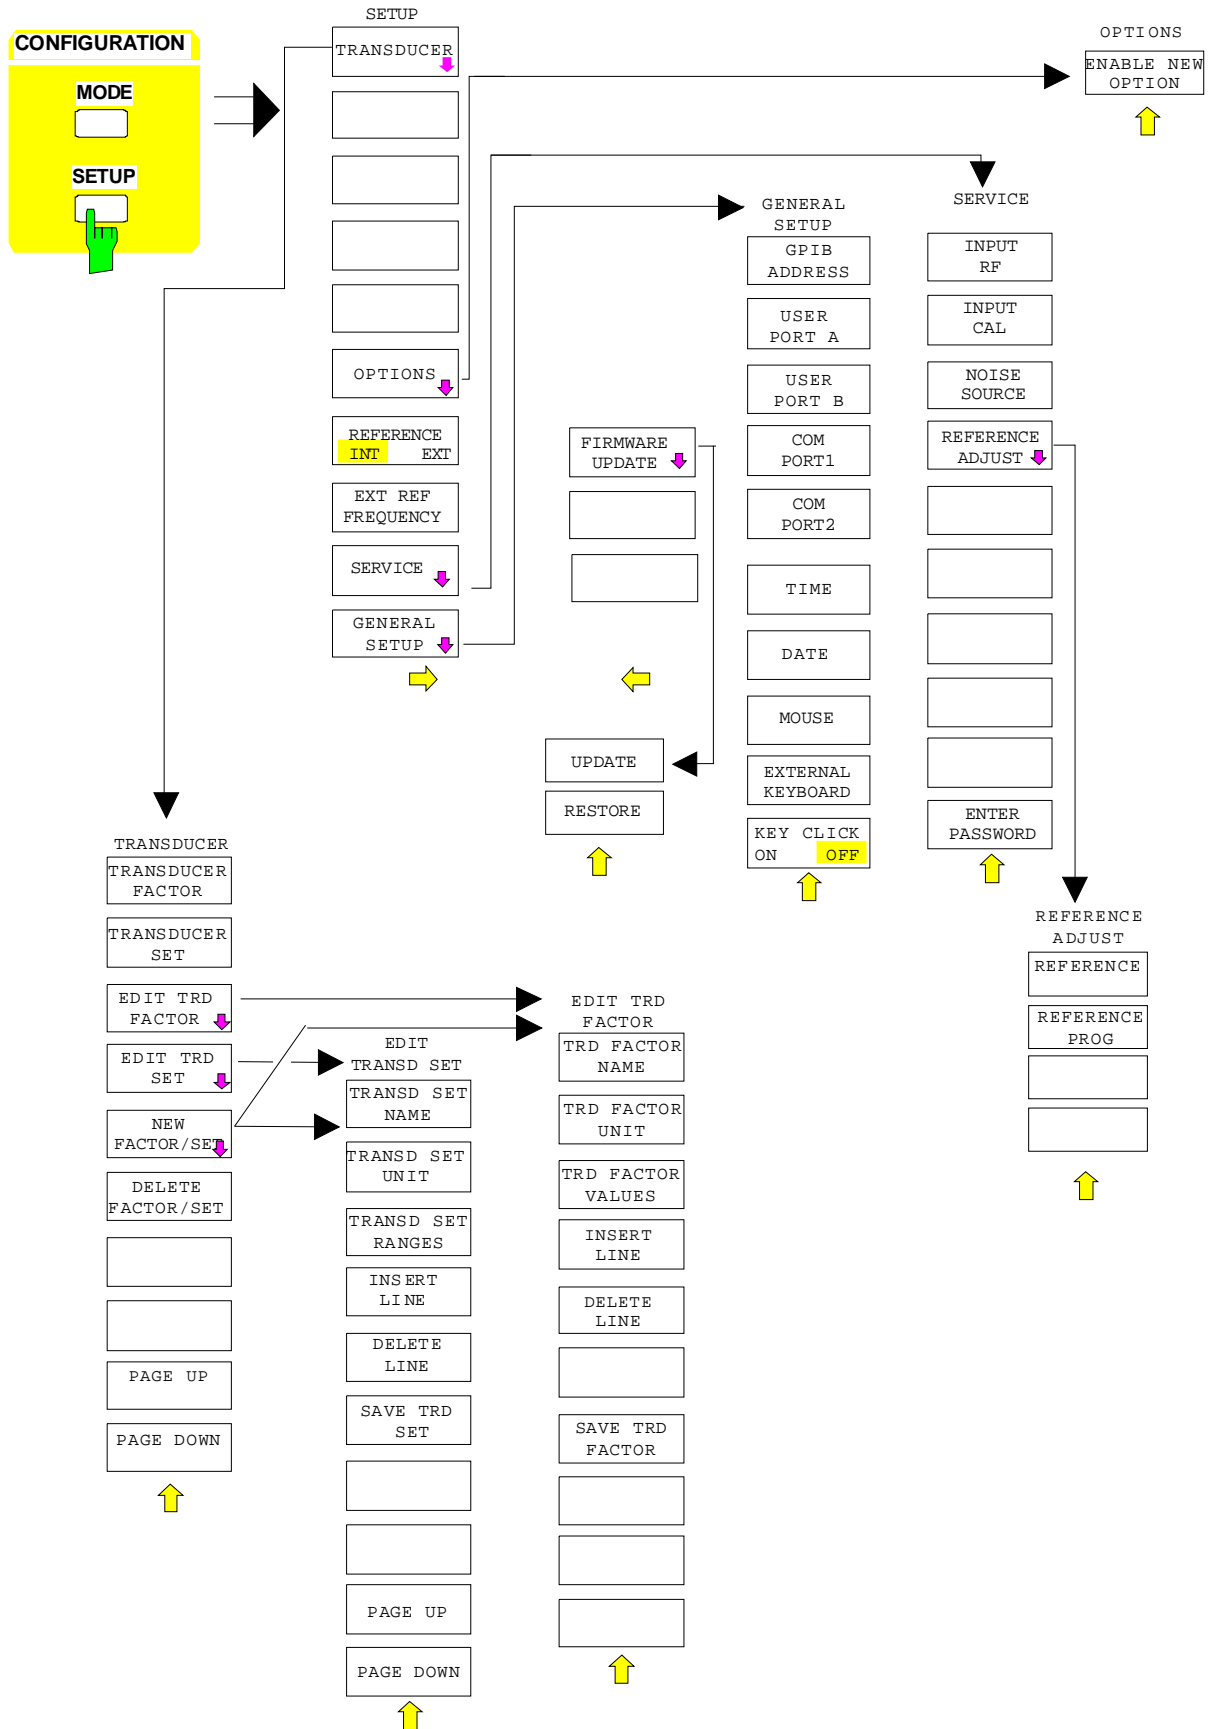 CONFIGURATION
MODE
SETUP
SETUP
TRANSDUCER
OPTIONS
REFERENCE
INT EXT
EXT REF
FREQUENCY
SERVICE
GENERAL
SETUP
FIRMWARE
UPDATE
UPDATE
RESTORE
GENERAL
SETUP
GPIB
ADDRESS
USER
PORT A
USER
PORT B
COM
PORT1
COM
PORT2
TIME
DATE
MOUSE
EXTERNAL
KEYBOARD
KEY CLICK
ON OFF
SERVICE
INPUT
RF
INPUT
CAL
NOISE
SOURCE
REFERENCE
ADJUST
ENTER
PASSWORD
OPTIONS
ENABLE NEW
OPTION
REFERENCE
ADJUST
REFERENCE
REFERENCE
PROG
TRANSDUCER
TRANSDUCER
FACTOR
TRANSDUCER
SET
EDIT TRD
FACTOR
EDIT TRD
SET
NEW
FACTOR/SET
DELETE
FACTOR/SET
PAGE UP
PAGE DOWN
EDIT
TRANSD SET
TRANSD SET
NAME
TRANSD SET
UNIT
TRANSD SET
RANGES
INSERT
LINE
DELETE
LINE
SAVE TRD
SET
PAGE UP
PAGE DOWN
EDIT TRD
FACTOR
TRD FACTOR
NAME
TRD FACTOR
UNIT
TRD FACTOR
VALUES
INSERT
LINE
DELETE
LINE
SAVE TRD
FACTOR